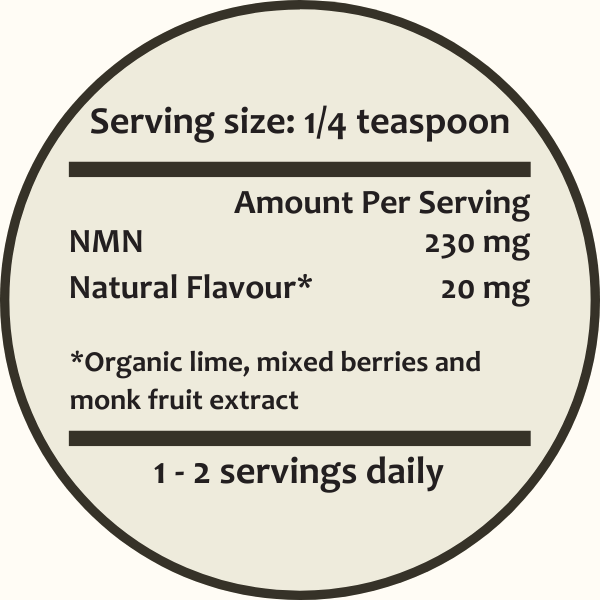 Serving size: 1/4 teaspoon
Amount Per Serving
NMN 230 mg
Natural Flavour* 20 mg
*Organic lime, mixed berries and
monk fruit extract
1 - 2 servings daily